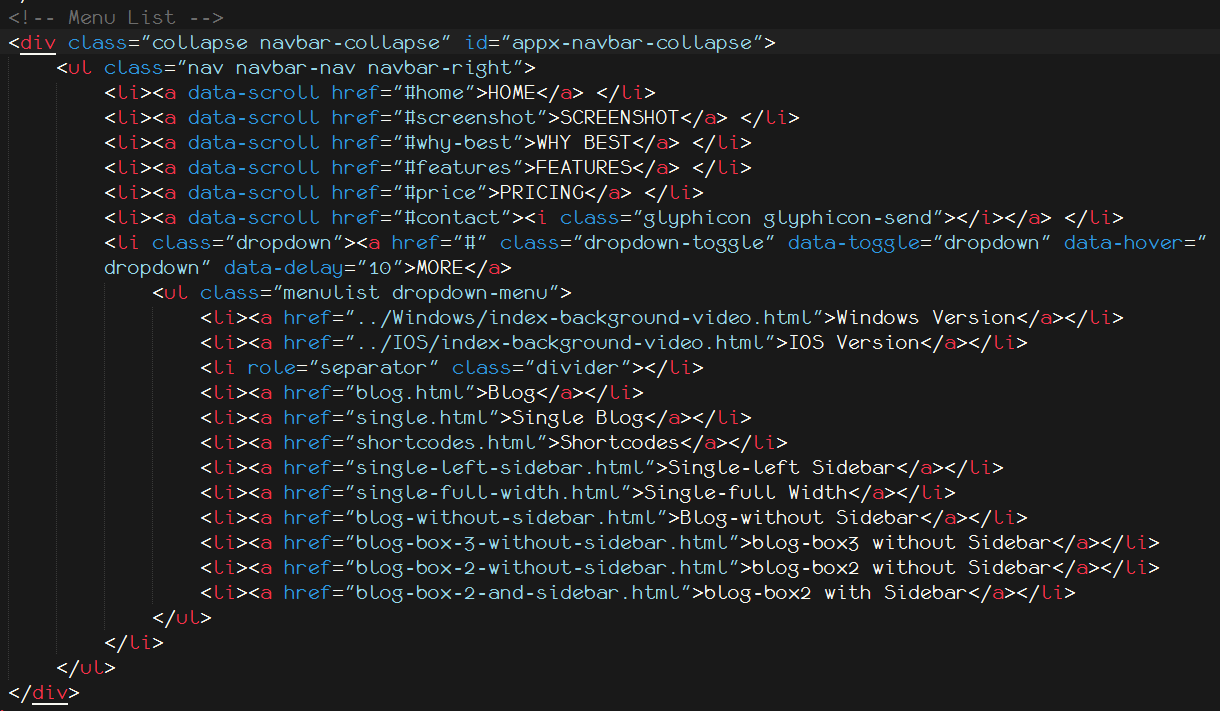 <!-- Menu List -->
<div class="collapse navbar-collapse" id="appx-navbar-collapse">
<ul class="nav navbar-nav navbar-right">
<li><a data-scroll href="#home">HOME</a> </li>
<li><a data-scroll href="#screenshot">SCREENSHOT</a> </li>
<li><a data-scroll href="#why-best">WHY BEST</a> </li>
<li><a data-scroll href="#features">FEATURES</a> </li>
<li><a data-scroll href="#price">PRICING</a> </li>
<li><a data-scroll href="#contact"><i class="glyphicon glyphicon-send"></i></a> </li>
<li class="dropdown"><a href="#" class="dropdown-toggle" data-toggle="dropdown" data-hover="
dropdown" data-delay="10">MORE</a>
<ul class="menulist dropdown-menu">
<li><a href="../Windows/index-background-video.html">Windows Version</a></li>
<li><a href="../IOS/index-background-video.html">IOS Version</a></li>
<li role="separator" class="divider"></li>
<li><a href="blog.html">Blog</a></li>
<li><a href="single.html">Single Blog</a></li>
<li><a href="shortcodes.html">Shortcodes</a></li>
<li><a href="single-left-sidebar.html">Single-left Sidebar</a></li>
<li><a href="single-full-width.html">Single-full Width</a></li>
<li><a href="blog-without-sidebar.html">Blog-without Sidebar</a></li>
<li><a href="blog-box-3-without-sidebar.html">blog-box3 without Sidebar</a></li>
<li><a href="blog-box-2-without-sidebar.html">blog-box2 without Sidebar</a></li>
<li><a href="blog-box-2-and-sidebar.html">blog-box2 with Sidebar</a></li>
</ul>
</li>
</ul>
</div>